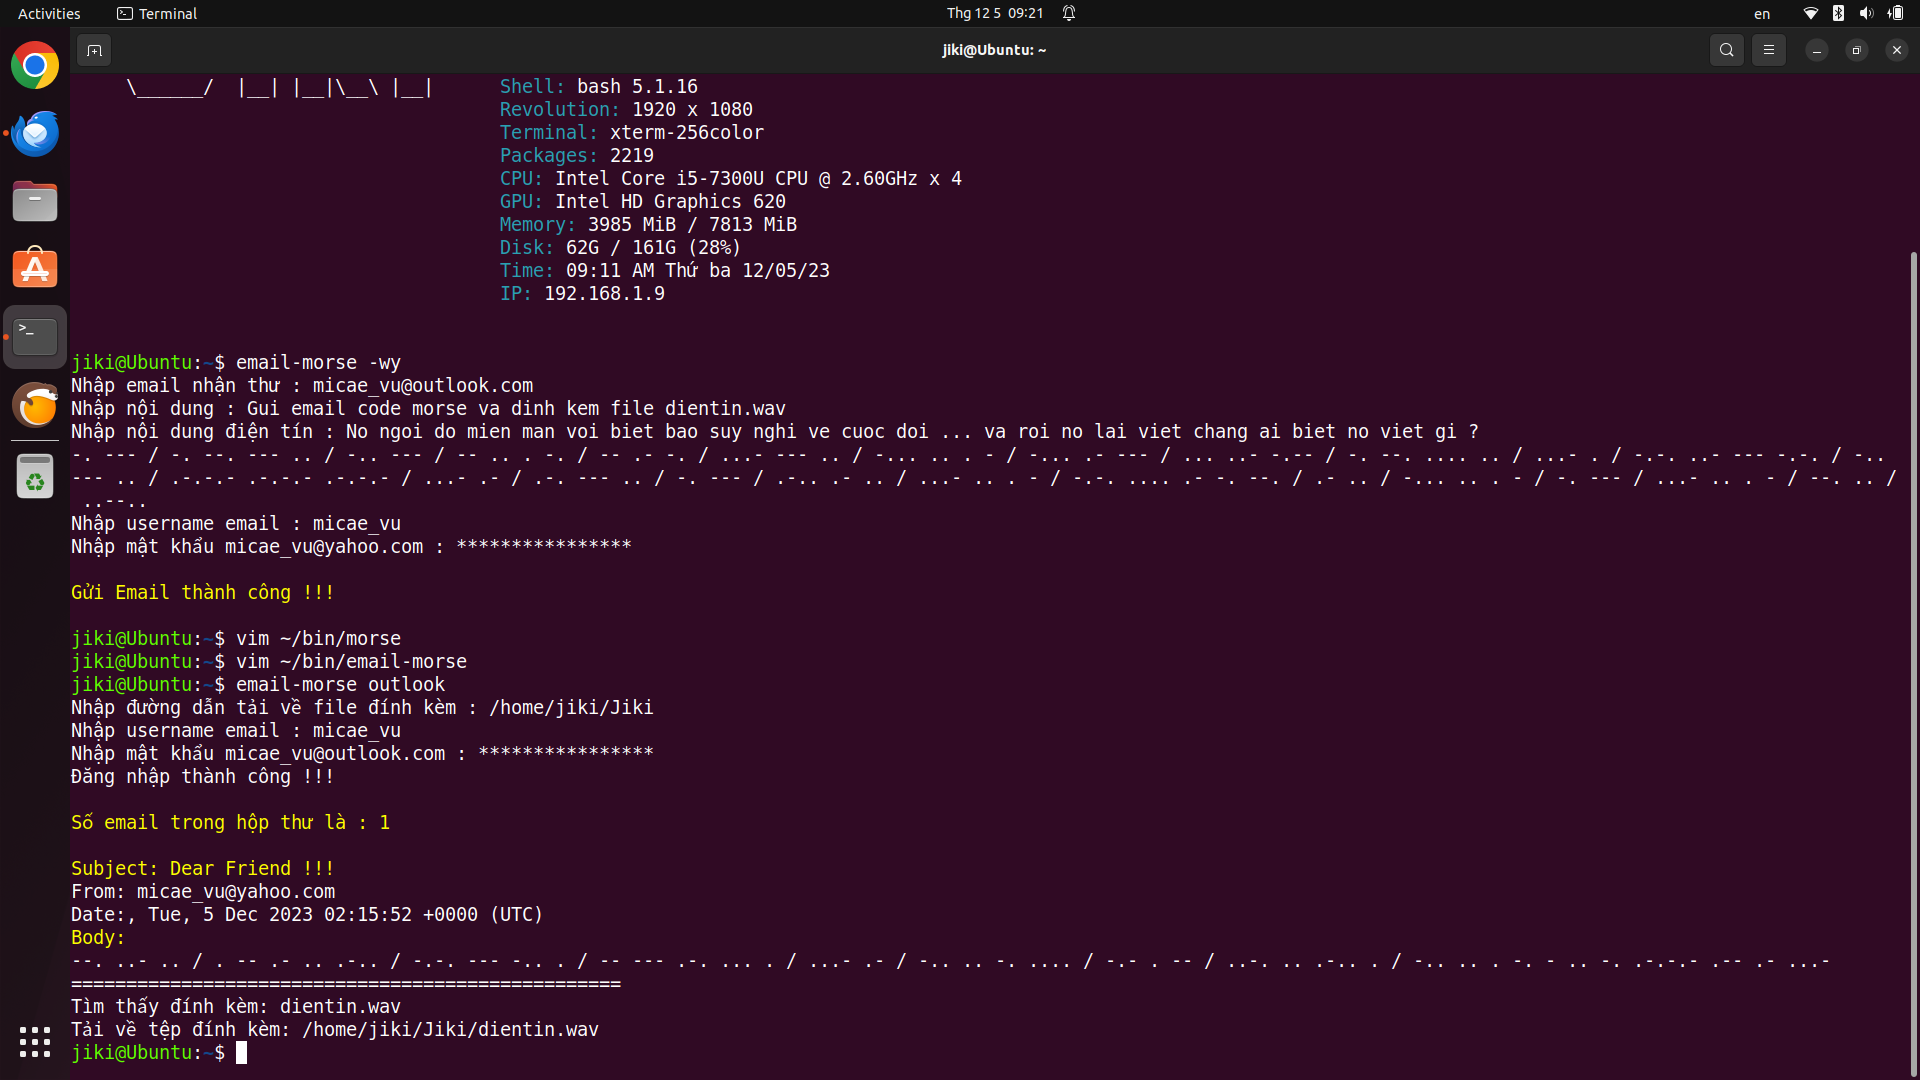 Activities
Terminal
Thg 12 5 09:21
en
jiki@Ubuntu: ~
\______/  |__| |__|\__\ |__|
Shell: bash 5.1.16
Revolution: 1920 x 1080
Terminal: xterm-256color
Packages: 2219
CPU: Intel Core i5-7300U CPU @ 2.60GHz x 4
GPU: Intel HD Graphics 620
Memory: 3985 MiB / 7813 MiB
Disk: 62G / 161G (28%)
Time: 09:11 AM Thứ ba 12/05/23
IP: 192.168.1.9
jiki@Ubuntu:~$ email-morse -wy
Nhập email nhận thư : micae_vu@outlook.com
Nhập nội dung : Gui email code morse va dinh kem file dientin.wav
Nhập nội dung điện tín : No ngoi do mien man voi biet bao suy nghi ve cuoc doi ... va roi no lai viet chang ai biet no viet gi ?
-. --- / -. --. --- .. / -.. --- / -- .. . -. / -- .- -. / ...- --- .. / -... .. . - / -... .- --- / ... ..- -.-- / -. --. .... .. / ...- . / -.-. ..- --- -.-. / -..
--- .. / .-.-.- .-.-.- .-.-.- / ...- .- / .-. --- .. / -. --- / .-.. .- .. / ...- .. . - / -.-. .... .- -. --. / .- .. / -... .. . - / -. --- / ...- .. . - / --. .. /
..--..
Nhập username email : micae_vu
Nhập mật khẩu micae_vu@yahoo.com : ****************
Gửi Email thành công !!!
jiki@Ubuntu:~$ vim ~/bin/morse
jiki@Ubuntu:~$ vim ~/bin/email-morse
jiki@Ubuntu:~$ email-morse outlook
Nhập đường dẫn tải về file đính kèm : /home/jiki/Jiki
Nhập username email : micae_vu
Nhập mật khẩu micae_vu@outlook.com : ****************
Đăng nhập thành công !!!
Số email trong hộp thư là : 1
Subject: Dear Friend !!!
From: micae_vu@yahoo.com
Date:, Tue, 5 Dec 2023 02:15:52 +0000 (UTC)
Body:
--. ..- .. / . -- .- .. .-.. / -.-. --- -.. . / -- --- .-. ... . / ...- .- / -.. .. -. .... / -.- . -- / ..-. .. .-.. . / -.. .. . -. - .. -. .-.-.- .-- .- ...-
==================================================
Tìm thấy đính kèm: dientin.wav
Tải về tệp đính kèm: /home/jiki/Jiki/dientin.wav
jiki@Ubuntu:~$